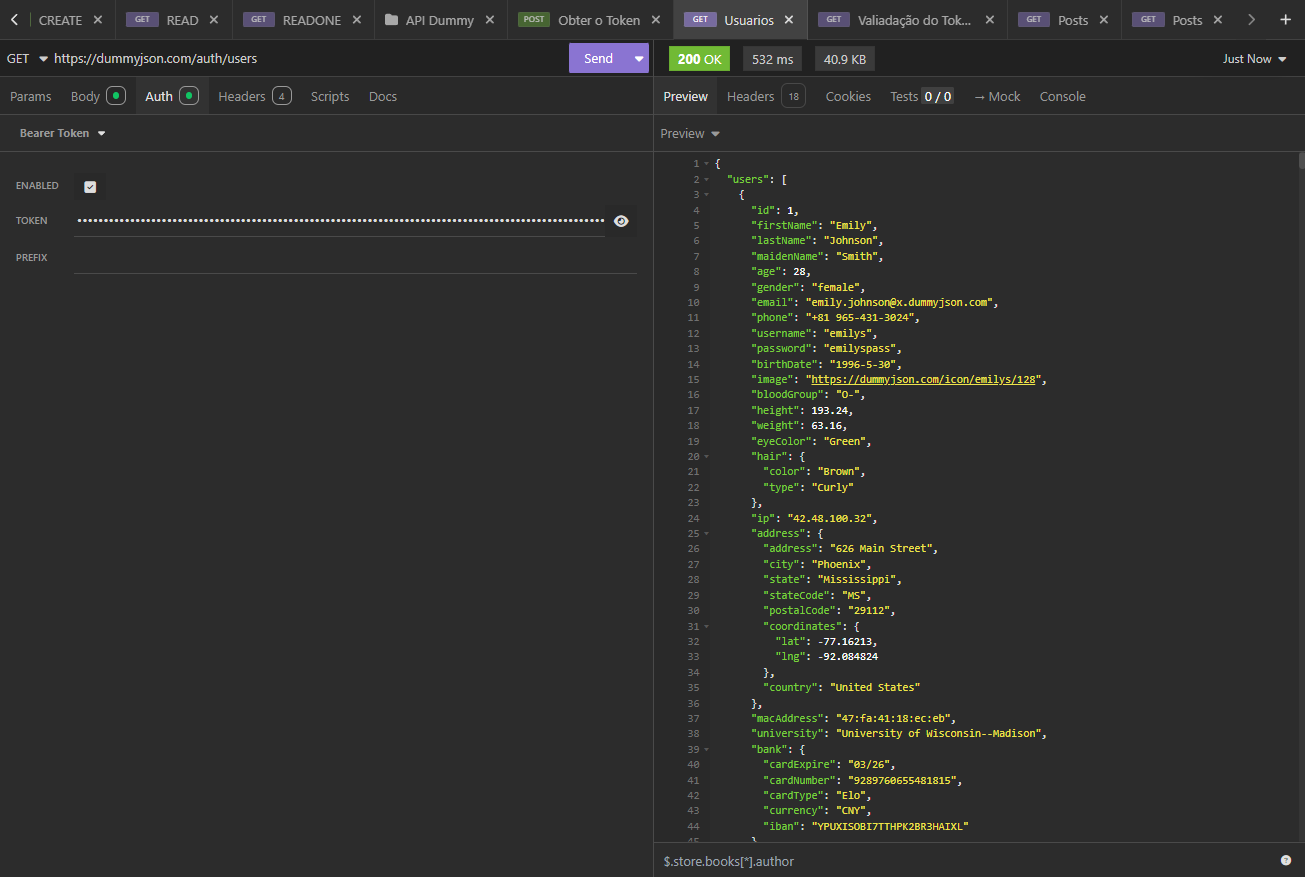 CREATE GET READ GET READONE API Dummy POST Obter o Token GET Usuarios GET Valiadação do Tok... GET Posts GET Posts
GET https://dummyjson.com/auth/users Send 200 OK 532 ms 40.9 KB Just Now
Params Body Auth Headers 4 Scripts Docs
Preview Headers 18 Cookies Tests 0 / 0 → Mock Console
Bearer Token
Preview
ENABLED
TOKEN ••••••••••••••••••••••••••••••••••••••••••••••••••••••••••••••••••••••••••••••••••••••••
PREFIX
1 {
2 "users": [
3 {
4 "id": 1,
5 "firstName": "Emily",
6 "lastName": "Johnson",
7 "maidenName": "Smith",
8 "age": 28,
9 "gender": "female",
10 "email": "emily.johnson@x.dummyjson.com",
11 "phone": "+81 965-431-3024",
12 "username": "emilys",
13 "password": "emilyspass",
14 "birthDate": "1996-5-30",
15 "image": "https://dummyjson.com/icon/emilys/128",
16 "bloodGroup": "O-",
17 "height": 193.24,
18 "weight": 63.16,
19 "eyeColor": "Green",
20 "hair": {
21 "color": "Brown",
22 "type": "Curly"
23 },
24 "ip": "42.48.100.32",
25 "address": {
26 "address": "626 Main Street",
27 "city": "Phoenix",
28 "state": "Mississippi",
29 "stateCode": "MS",
30 "postalCode": "29112",
31 "coordinates": {
32 "lat": -77.16213,
33 "lng": -92.084824
34 },
35 "country": "United States"
36 },
37 "macAddress": "47:fa:41:18:ec:eb",
38 "university": "University of Wisconsin--Madison",
39 "bank": {
40 "cardExpire": "03/26",
41 "cardNumber": "9289760655481815",
42 "cardType": "Elo",
43 "currency": "CNY",
44 "iban": "YPUXISOBI7TTHPK2BR3HAIXL"
45 }
$.store.books[*].author